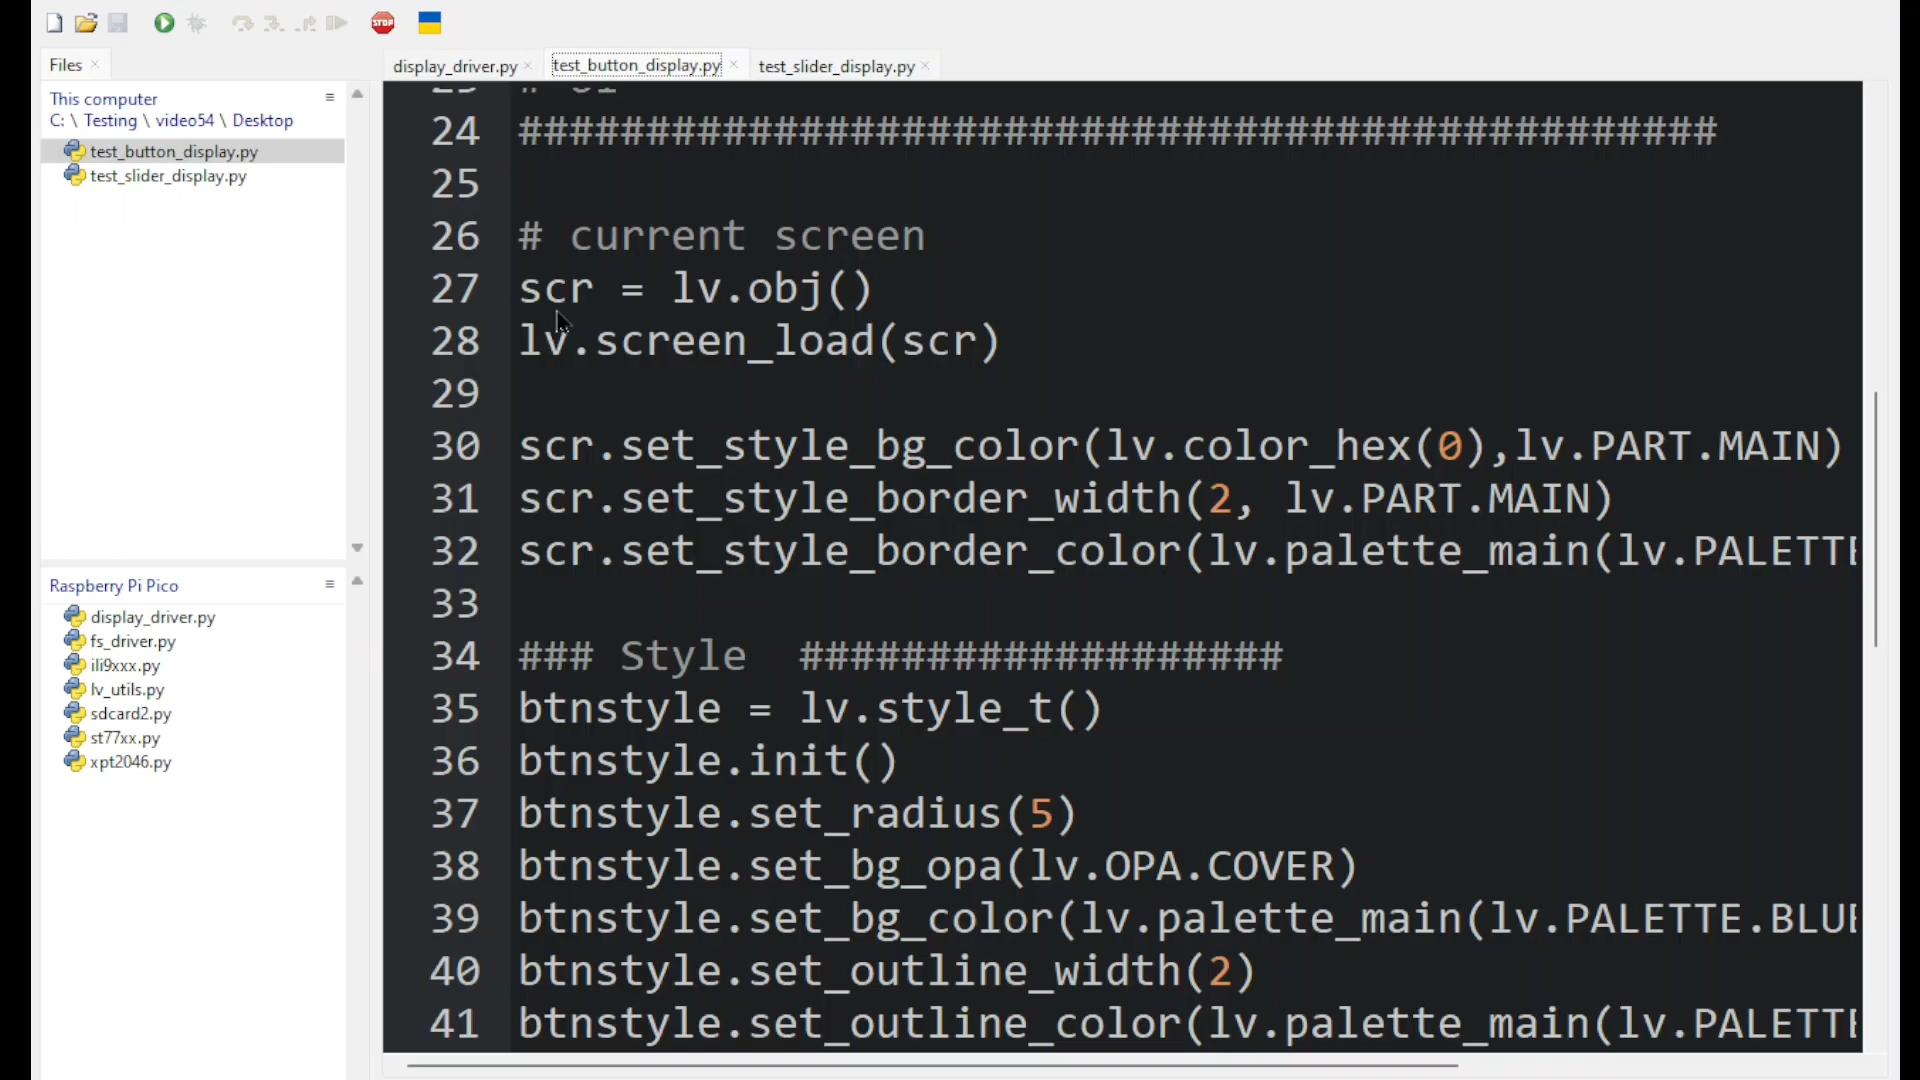 STOP
Files
This computer
C: \ Testing \ video54 \ Desktop
test_button_display.py
test_slider_display.py
Raspberry Pi Pico
display_driver.py
fs_driver.py
ili9xxx.py
lv_utils.py
sdcard2.py
st77xx.py
xpt2046.py
display_driver.py
test_button_display.py
test_slider_display.py
24 ###############################################
25
26 # current screen
27 scr = lv.obj()
28 lv.screen_load(scr)
29
30 scr.set_style_bg_color(lv.color_hex(0),lv.PART.MAIN)
31 scr.set_style_border_width(2, lv.PART.MAIN)
32 scr.set_style_border_color(lv.palette_main(lv.PALETTE
33
34 ### Style  ###################
35 btnstyle = lv.style_t()
36 btnstyle.init()
37 btnstyle.set_radius(5)
38 btnstyle.set_bg_opa(lv.OPA.COVER)
39 btnstyle.set_bg_color(lv.palette_main(lv.PALETTE.BLUE
40 btnstyle.set_outline_width(2)
41 btnstyle.set_outline_color(lv.palette_main(lv.PALETTE